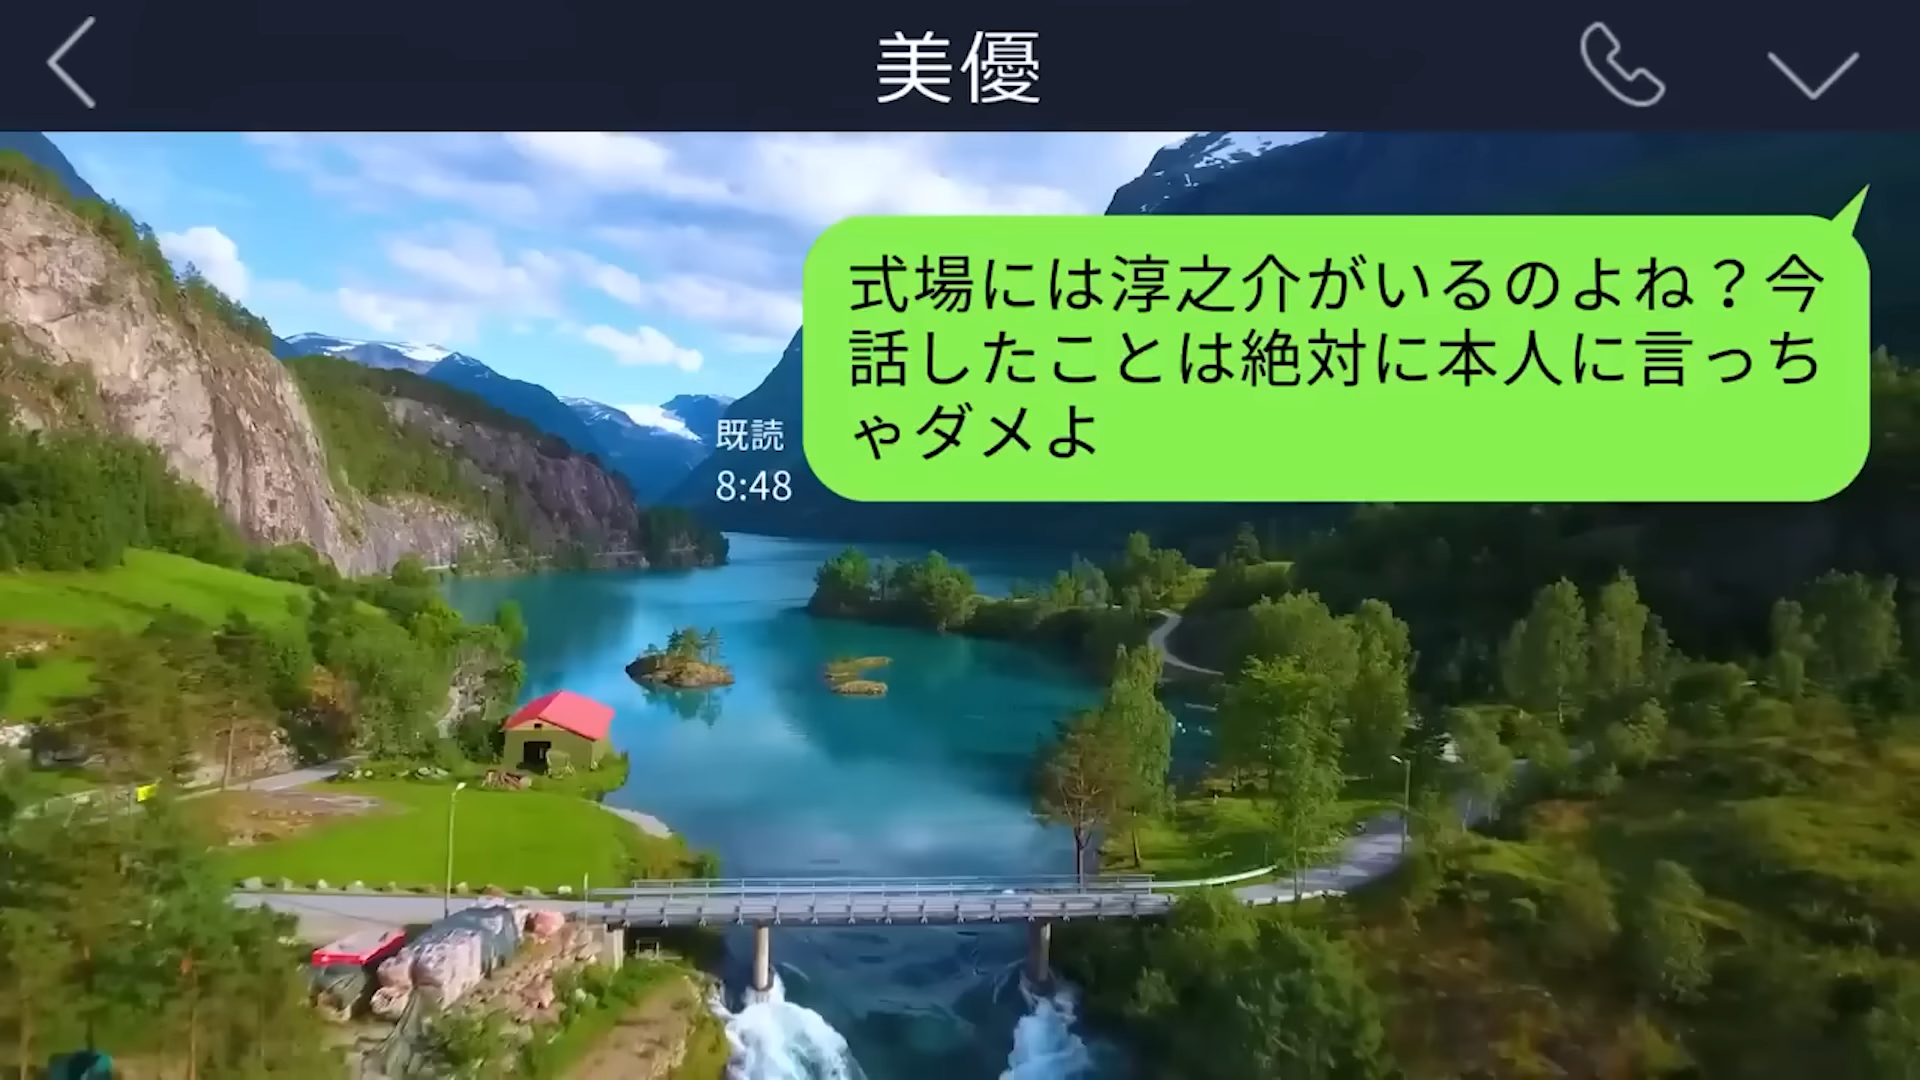 美優
式場には淳之介がいるのよね？今
話したことは絶対に本人に言っち
ゃダメよ
既読
8:48